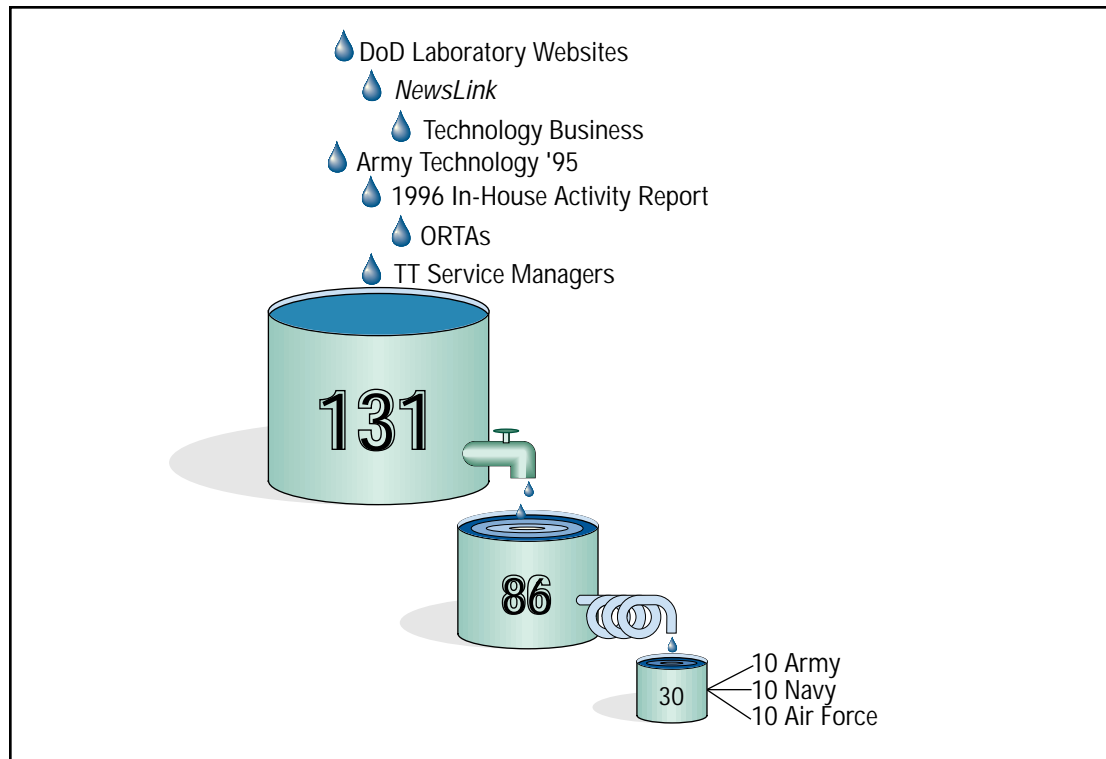 DoD Laboratory Websites
NewsLink
Technology Business
Army Technology '95
1996 In-House Activity Report
ORTAs
TT Service Managers
131
86
30
10 Army
10 Navy
10 Air Force